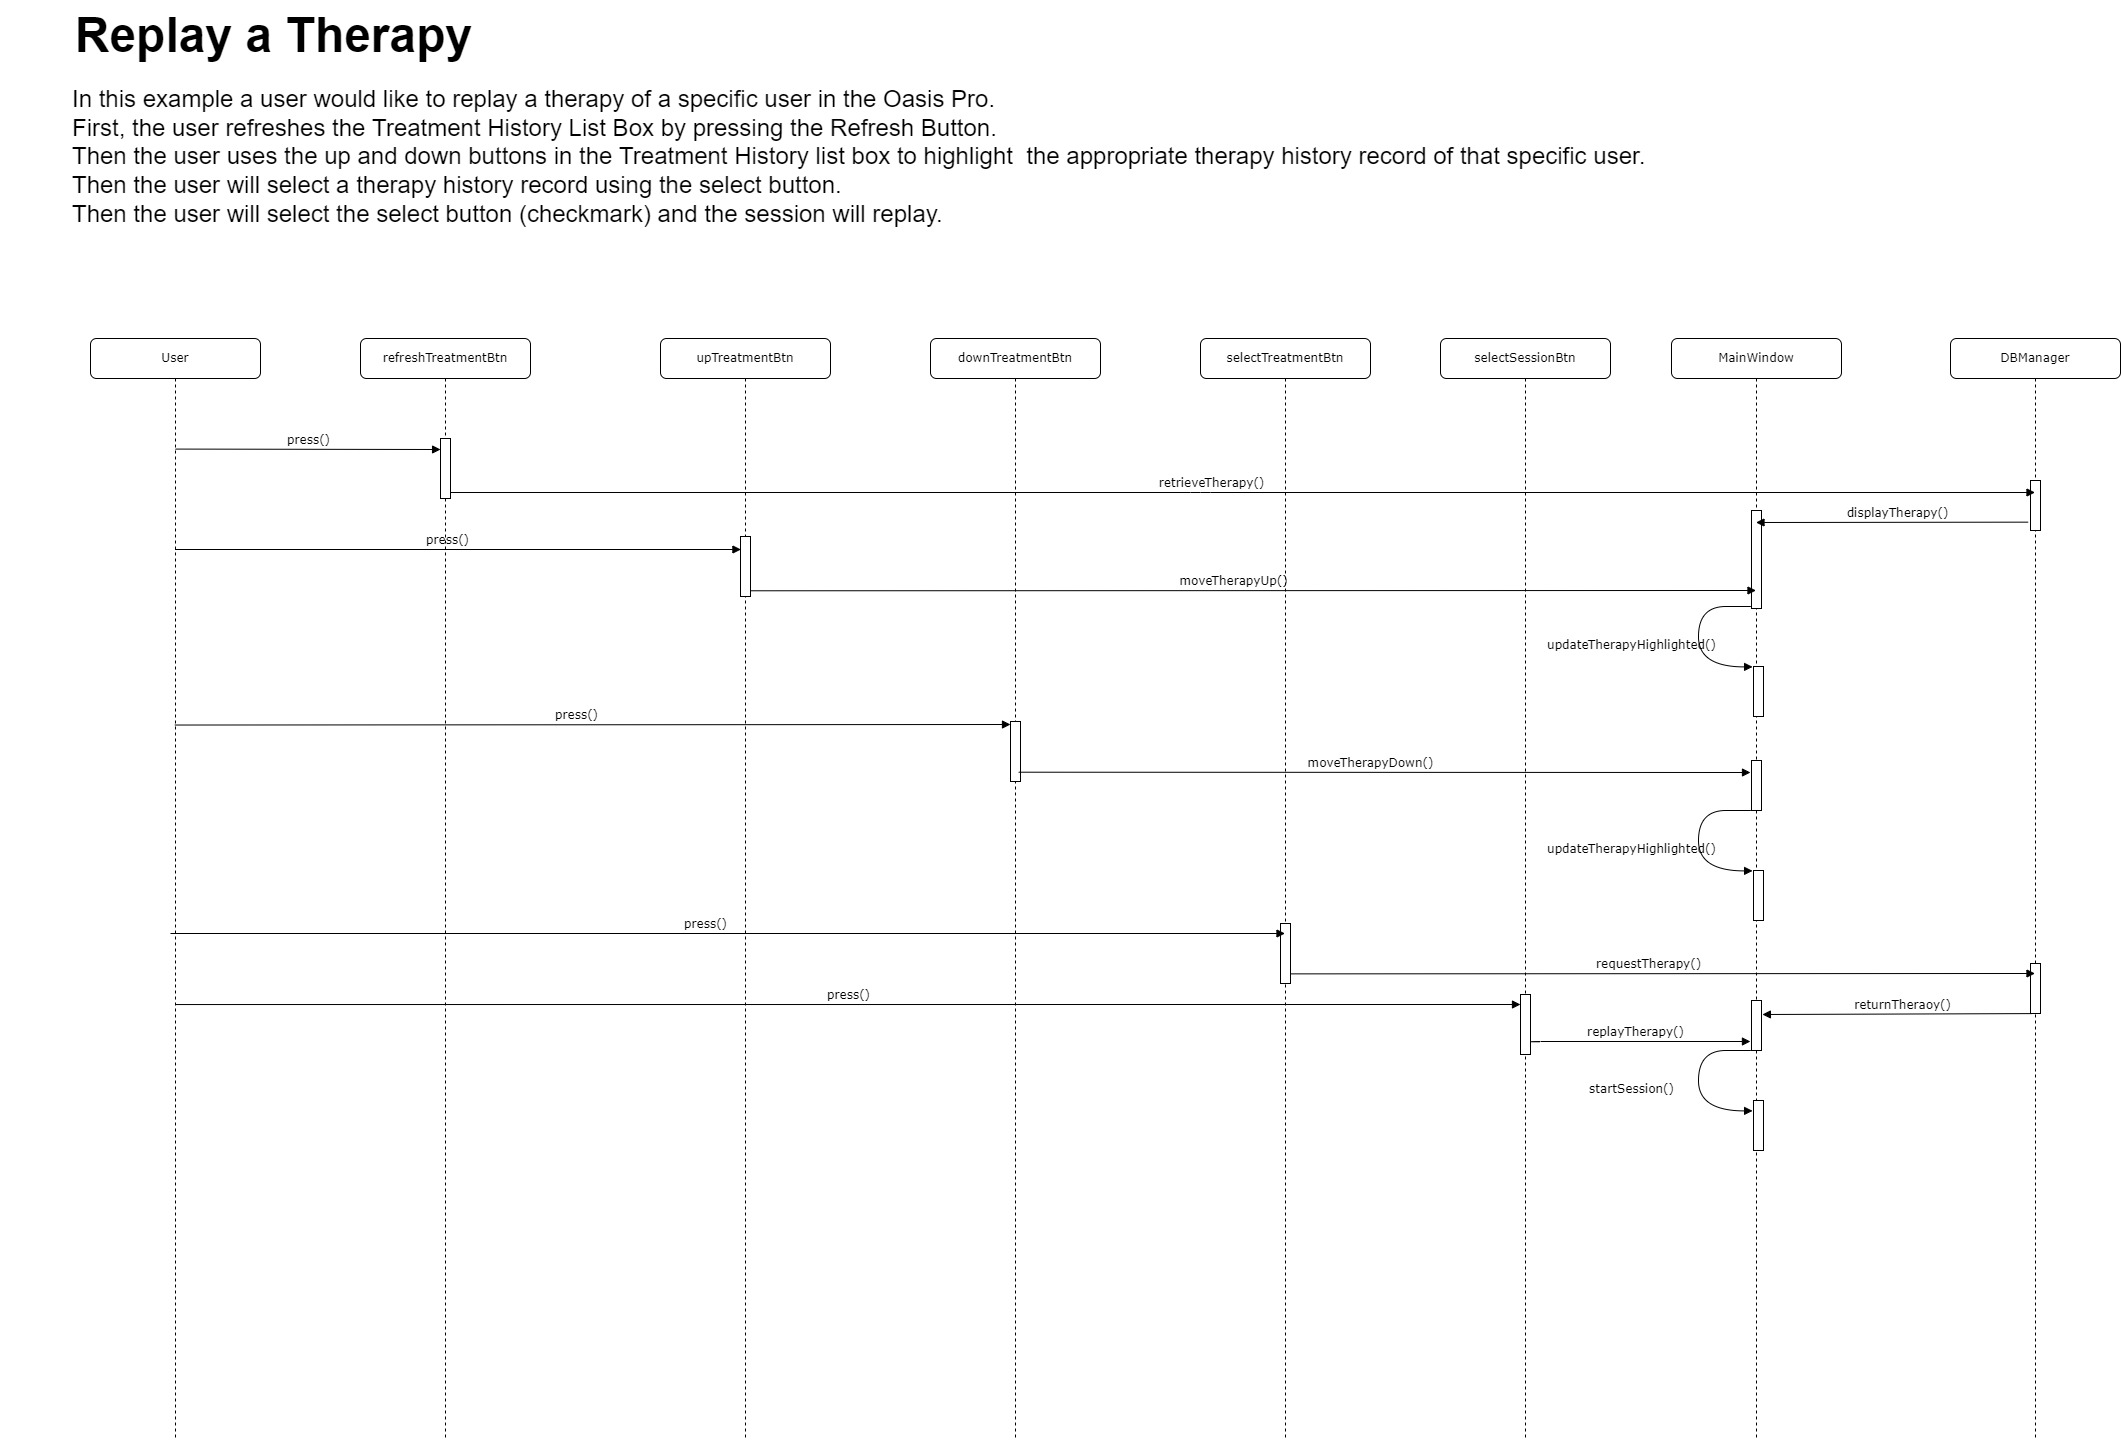 Replay a Therapy
In this example a user would like to replay a therapy of a specific user in the Oasis Pro.
First, the user refreshes the Treatment History List Box by pressing the Refresh Button.
Then the user uses the up and down buttons in the Treatment History list box to highlight  the appropriate therapy history record of that specific user.
Then the user will select a therapy history record using the select button.
Then the user will select the select button (checkmark) and the session will replay.
User
refreshTreatmentBtn
upTreatmentBtn
downTreatmentBtn
selectTreatmentBtn
selectSessionBtn
MainWindow
DBManager
press()
retrieveTherapy()
displayTherapy()
press()
moveTherapyUp()
updateTherapyHighlighted()
press()
moveTherapyDown()
updateTherapyHighlighted()
press()
requestTherapy()
press()
returnTheraoy()
replayTherapy()
startSession()